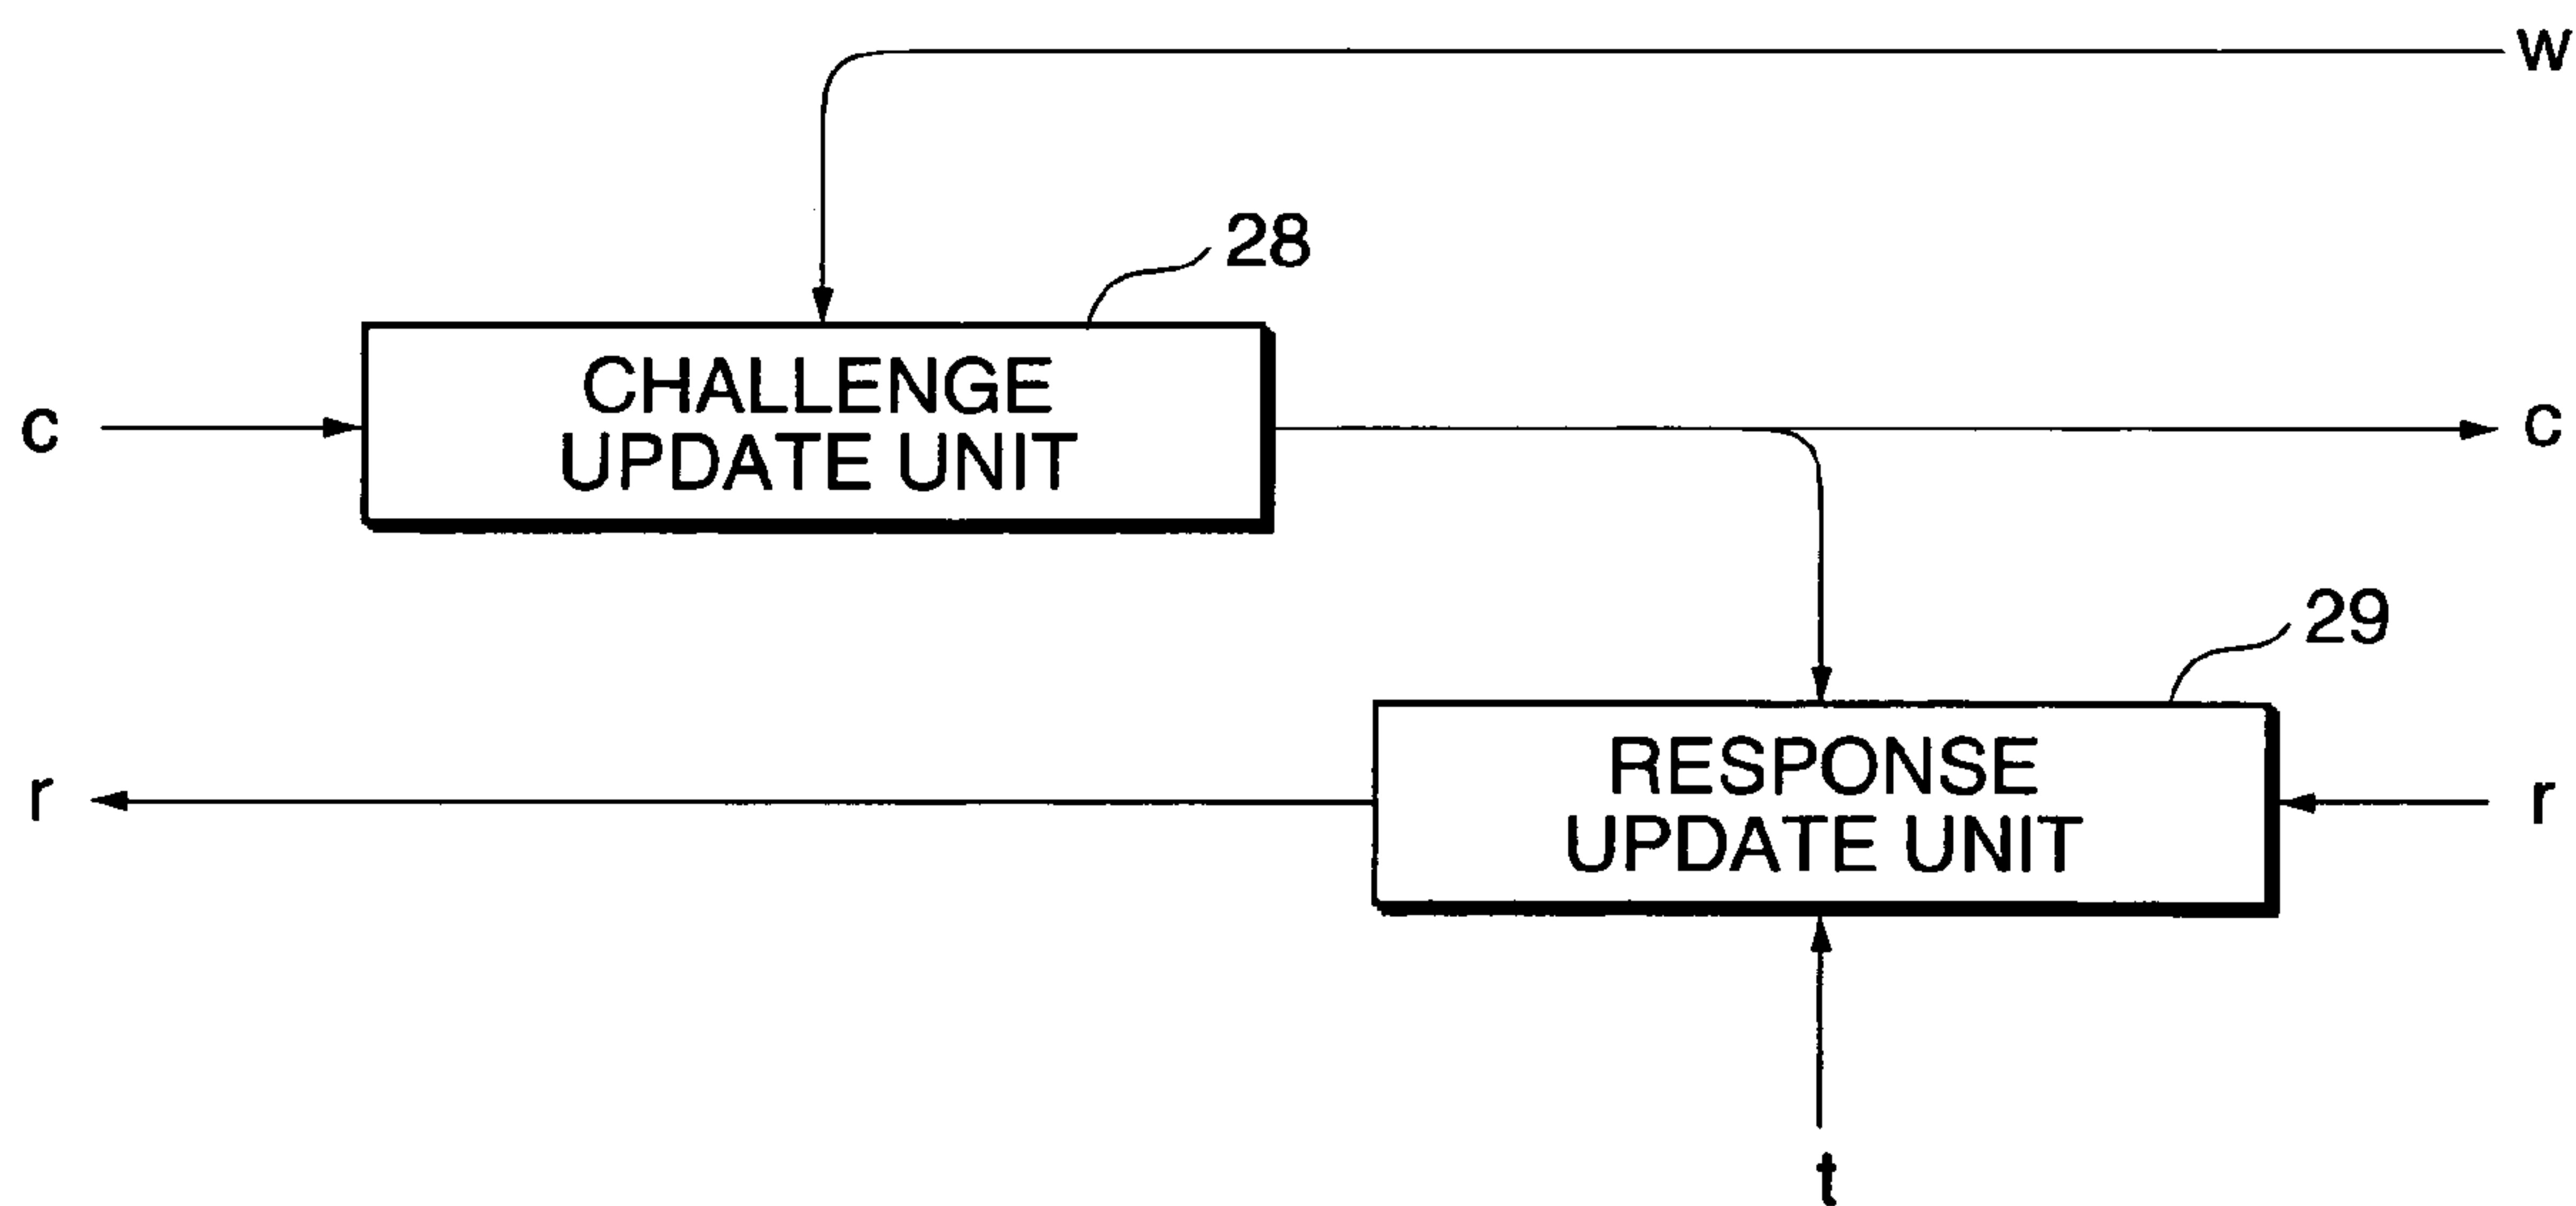 w
28
CHALLENGE
UPDATE UNIT
c
c
29
RESPONSE
UPDATE UNIT
r
r
t